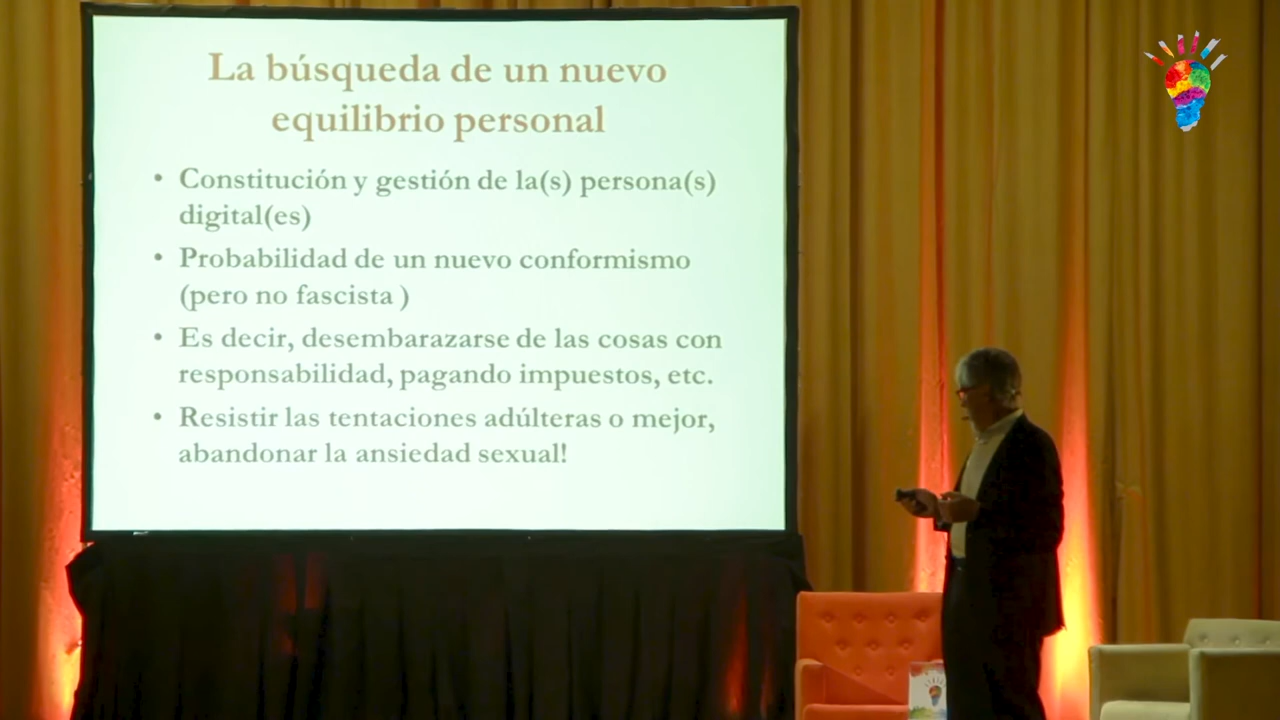 La búsqueda de un nuevo
equilibrio personal
• Constitución y gestión de la(s) persona(s)
digital(es)
• Probabilidad de un nuevo conformismo
(pero no fascista )
• Es decir, desembarazarse de las cosas con
responsabilidad, pagando impuestos, etc.
• Resistir las tentaciones adúlteras o mejor,
abandonar la ansiedad sexual!